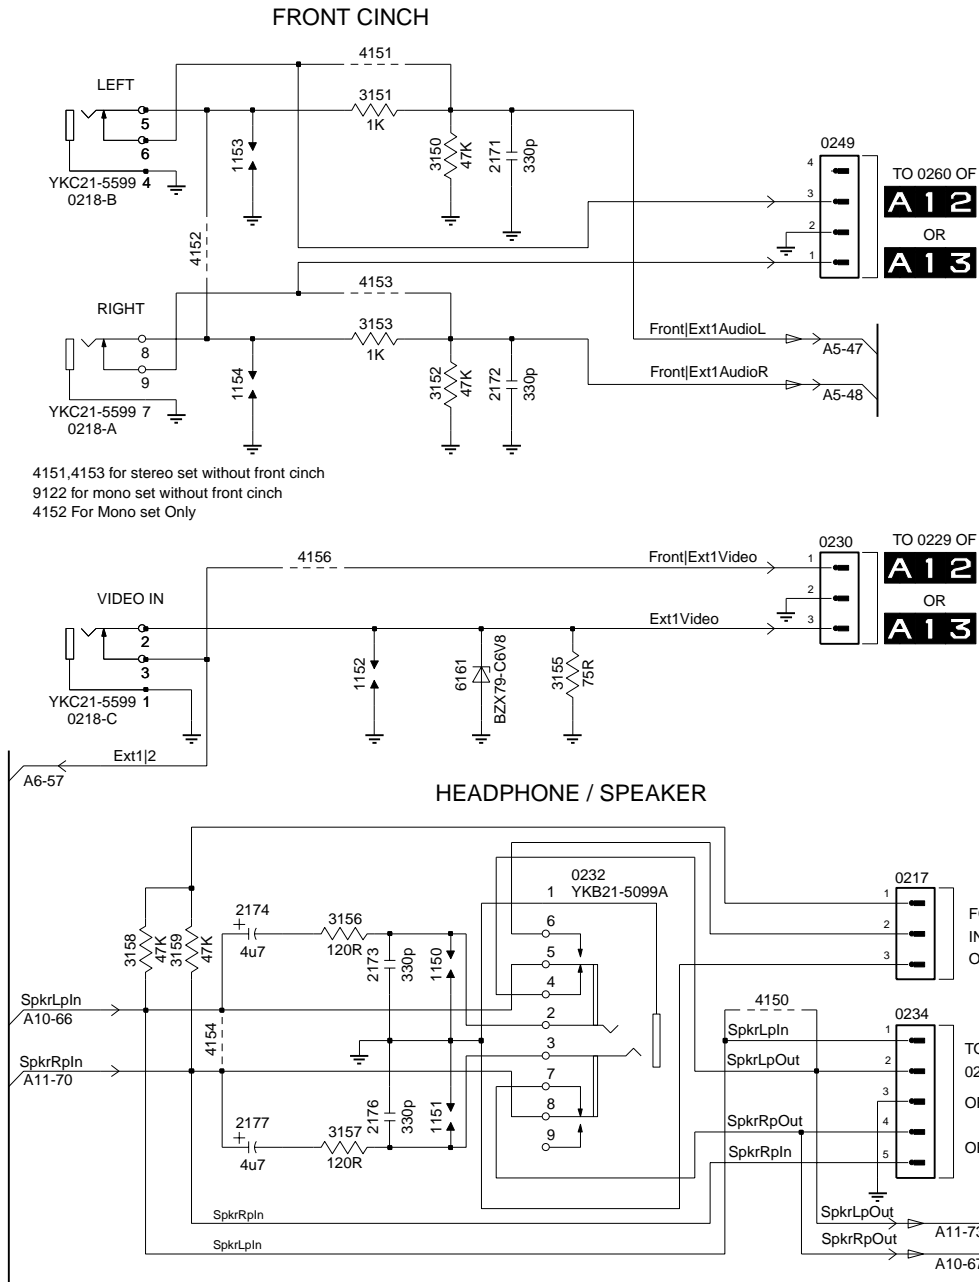 FRONT CINCH
4151
LEFT
3151
1K
5
6
YKC21-5599 4
0218-B
1153
3150
47K
2171
330p
0249
4
3
2
1
TO 0260 OF
A12
OR
A13
4152
4153
RIGHT
3153
1K
8
9
YKC21-5599 7
0218-A
1154
3152
47K
2172
330p
Front|Ext1AudioL
A5-47
Front|Ext1AudioR
A5-48
4151,4153 for stereo set without front cinch
9122 for mono set without front cinch
4152 For Mono set Only
4156
Front|Ext1Video
0230
1
2
3
TO 0229 OF
A12
OR
A13
VIDEO IN
2
3
YKC21-5599 1
0218-C
Ext1Video
1152
6161
BZX79-C6V8
3155
75R
Ext1|2
A6-57
HEADPHONE / SPEAKER
0232
1 YKB21-5099A
6
5
4
2
3
7
8
9
0217
1
2
3
3158
47K
3159
47K
2174
+
4u7
3156
120R
2173
330p
1150
SpkrLpIn
A10-66
4154
SpkrRpIn
A11-70
2177
+
4u7
3157
120R
2176
330p
1151
4150
SpkrLpIn
SpkrLpOut
SpkrRpOut
SpkrRpIn
0234
1
2
3
4
5
SpkrRpIn
SpkrLpIn
SpkrLpOut
A11-73
SpkrRpOut